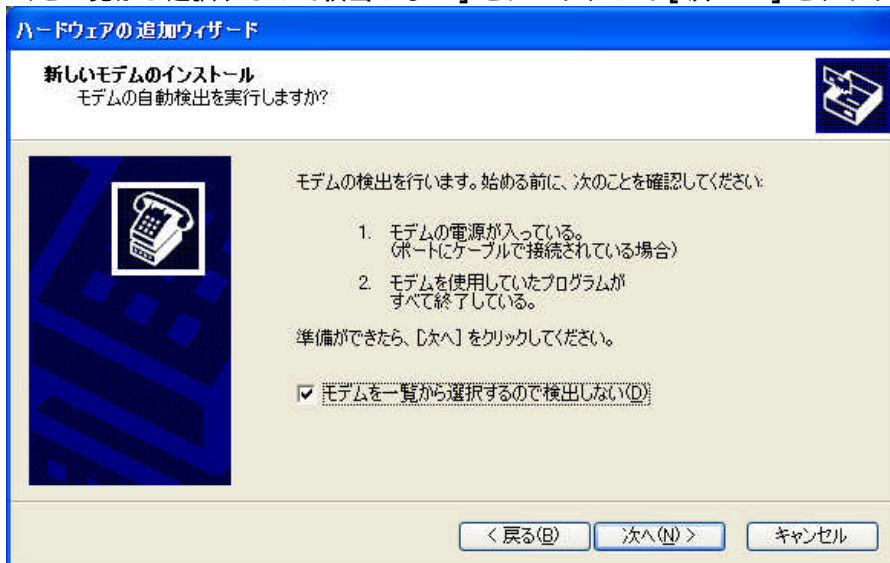 ハードウェアの追加ウィザード
新しいモデムのインストール
モデムの自動検出を実行しますか?
モデムの検出を行います。始める前に、次のことを確認してください:
1. モデムの電源が入っている。
(ポートにケーブルで接続されている場合)
2. モデムを使用していたプログラムが
すべて終了している。
準備ができたら、[次へ] をクリックしてください。
モデムを一覧から選択するので検出しない(D)
< 戻る(B)
次へ(N) >
キャンセル